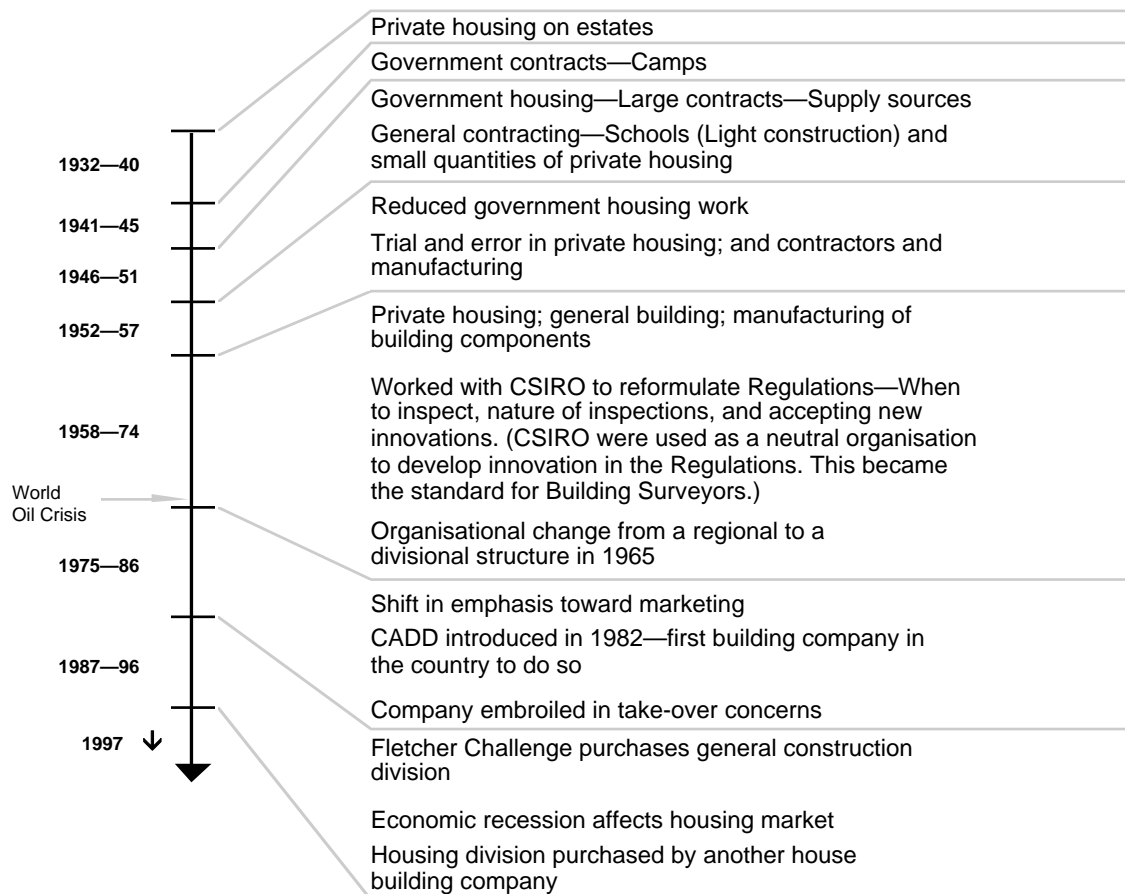 Private housing on estates
Government contracts—Camps
Government housing—Large contracts—Supply sources
General contracting—Schools (Light construction) and
small quantities of private housing
1932—40
Reduced government housing work
1941—45
Trial and error in private housing; and contractors and
manufacturing
1946—51
Private housing; general building; manufacturing of
building components
1952—57
Worked with CSIRO to reformulate Regulations—When
to inspect, nature of inspections, and accepting new
innovations. (CSIRO were used as a neutral organisation
to develop innovation in the Regulations. This became
the standard for Building Surveyors.)
1958—74
World
Oil Crisis
Organisational change from a regional to a
divisional structure in 1965
1975—86
Shift in emphasis toward marketing
CADD introduced in 1982—first building company in
the country to do so
1987—96
Company embroiled in take-over concerns
1997
Fletcher Challenge purchases general construction
division
Economic recession affects housing market
Housing division purchased by another house
building company